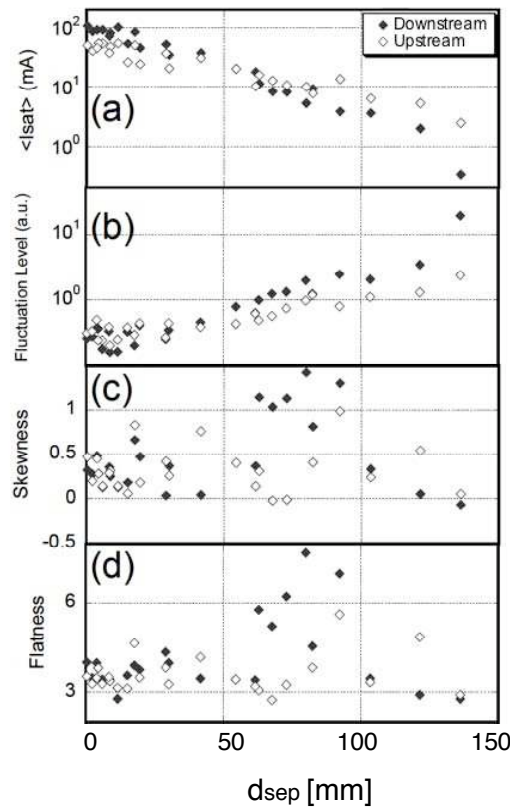 10²
10¹
10⁰
<Isat> (mA)
(a)
Downstream
Upstream
10¹
10⁰
Fluctuation Level (a.u.)
(b)
1
0.5
0
-0.5
Skewness
(c)
6
3
Flatness
(d)
0 50 100 150
dsep [mm]